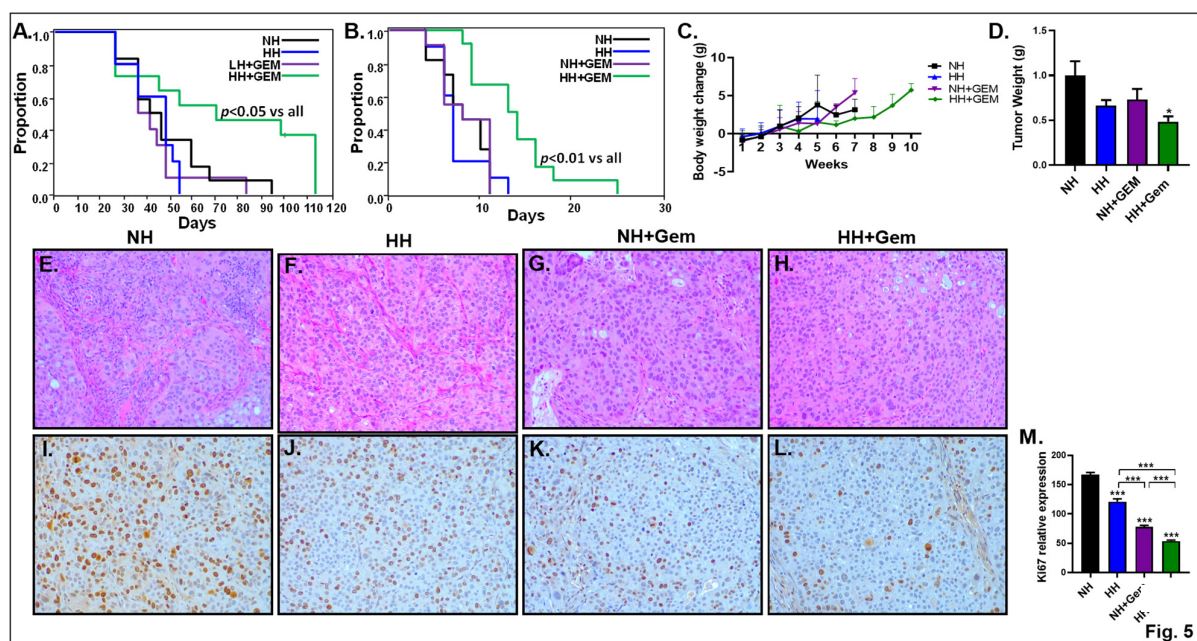 A.
1.0
0.8
0.6
0.4
0.2
0.0
Proportion
0 10 20 30 40 50 60 70 80 90 100 110 120
Days
NH
HH
LH+GEM
HH+GEM
p<0.05 vs all
B.
1.0
0.8
0.6
0.4
0.2
0.0
Proportion
0 10 20 30
Days
NH
HH
NH+GEM
HH+GEM
p<0.01 vs all
C.
Body weight change (g)
10
5
0
-5
1 2 3 4 5 6 7 8 9 10
Weeks
NH
HH
NH+GEM
HH+GEM
D.
Tumor Weight (g)
1.5
1.0
0.5
0.0
*
NH
HH
NH+GEM
HH+Gem
NH
HH
NH+Gem
HH+Gem
E.
F.
G.
H.
I.
J.
K.
L.
M.
KI67 relative expression
200
150
100
50
0
***
*** ***
***
***
***
NH
HH
Fig. 5